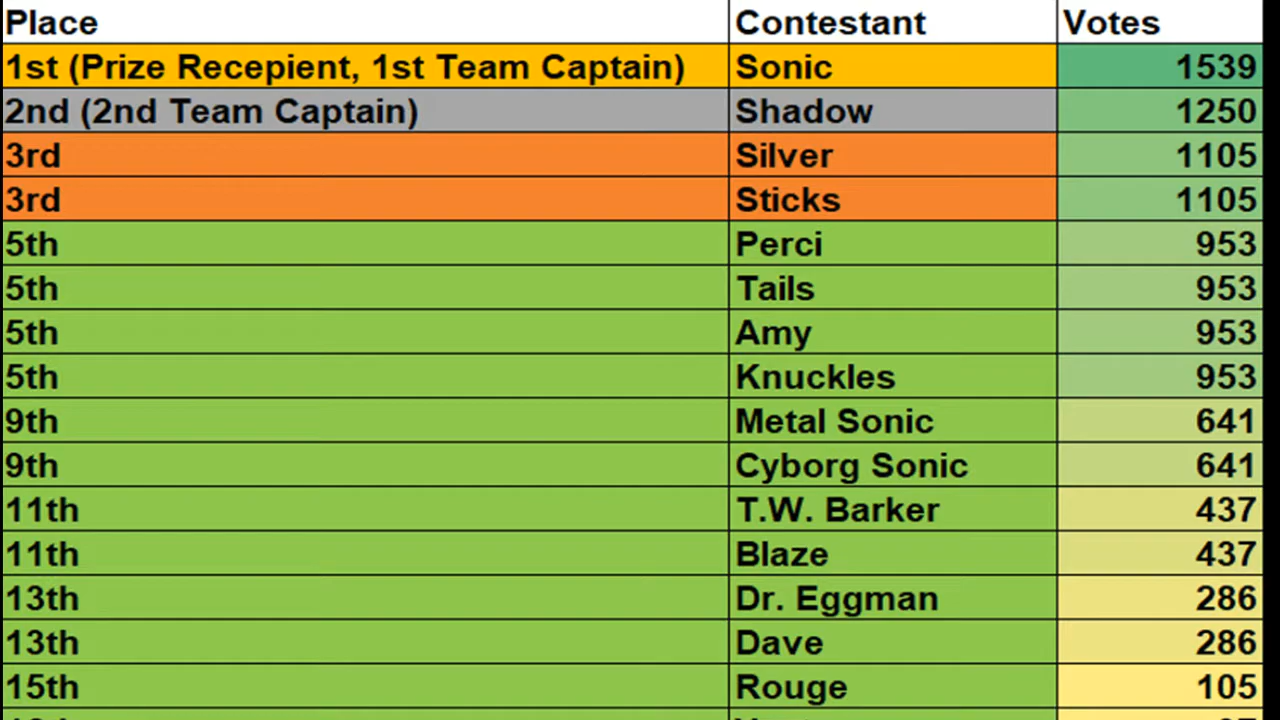 Place Contestant Votes
1st (Prize Recepient, 1st Team Captain) Sonic 1539
2nd (2nd Team Captain) Shadow 1250
3rd Silver 1105
3rd Sticks 1105
5th Perci 953
5th Tails 953
5th Amy 953
5th Knuckles 953
9th Metal Sonic 641
9th Cyborg Sonic 641
11th T.W. Barker 437
11th Blaze 437
13th Dr. Eggman 286
13th Dave 286
15th Rouge 105